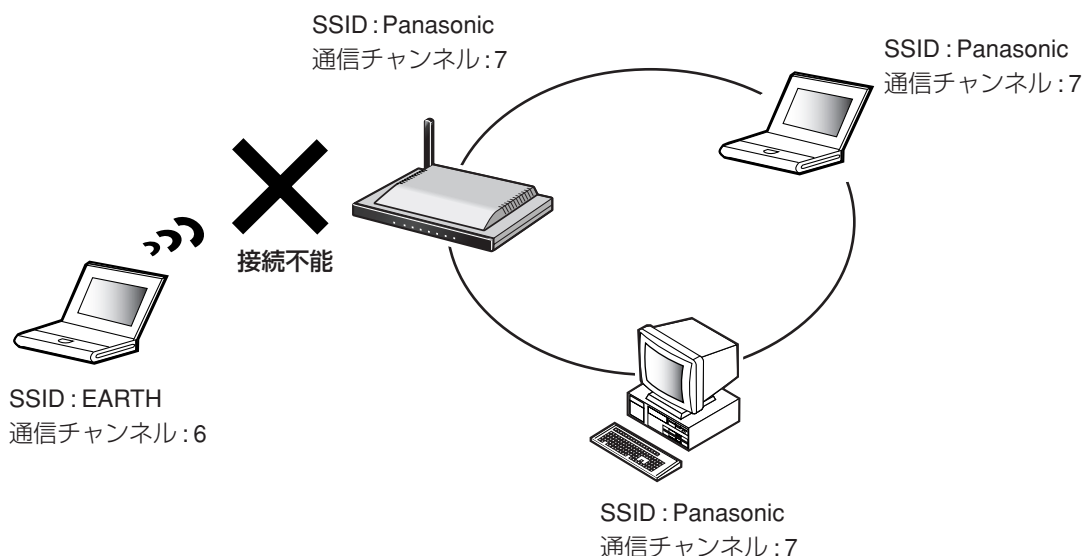 SSID : Panasonic
通信チャンネル : 7
SSID : Panasonic
通信チャンネル : 7
接続不能
SSID : EARTH
通信チャンネル : 6
SSID : Panasonic
通信チャンネル : 7